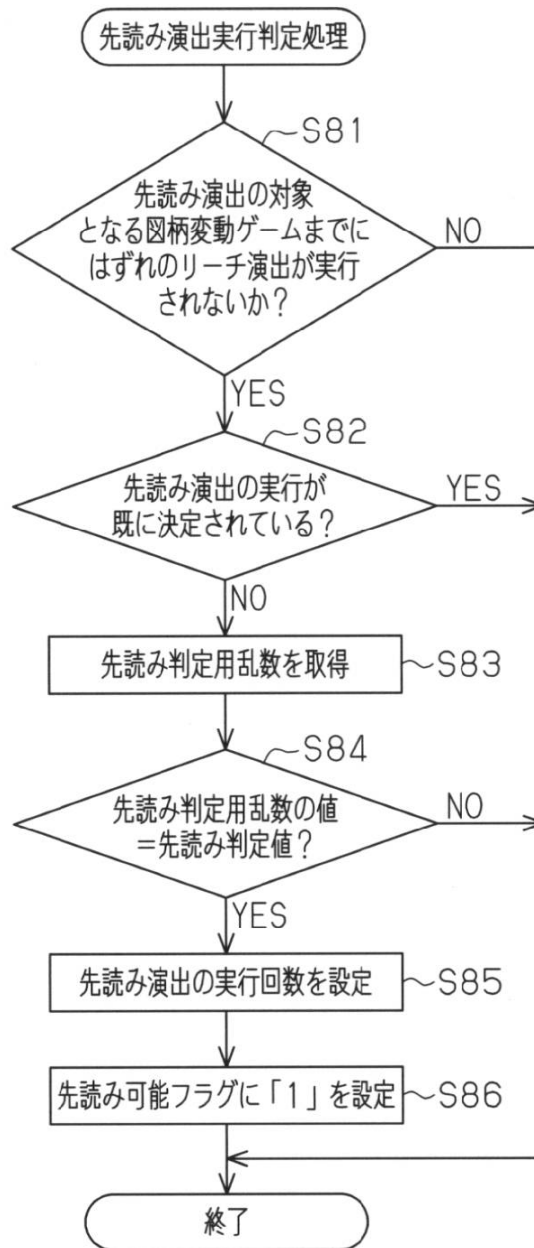 先読み演出実行判定処理
S81
先読み演出の対象
となる図柄変動ゲームまでに
はずれのリーチ演出が実行
されないか？
NO
YES
S82
先読み演出の実行が
既に決定されている？
YES
NO
先読み判定用乱数を取得
S83
S84
先読み判定用乱数の値
＝先読み判定値？
NO
YES
先読み演出の実行回数を設定
S85
先読み可能フラグに「1」を設定
S86
終了